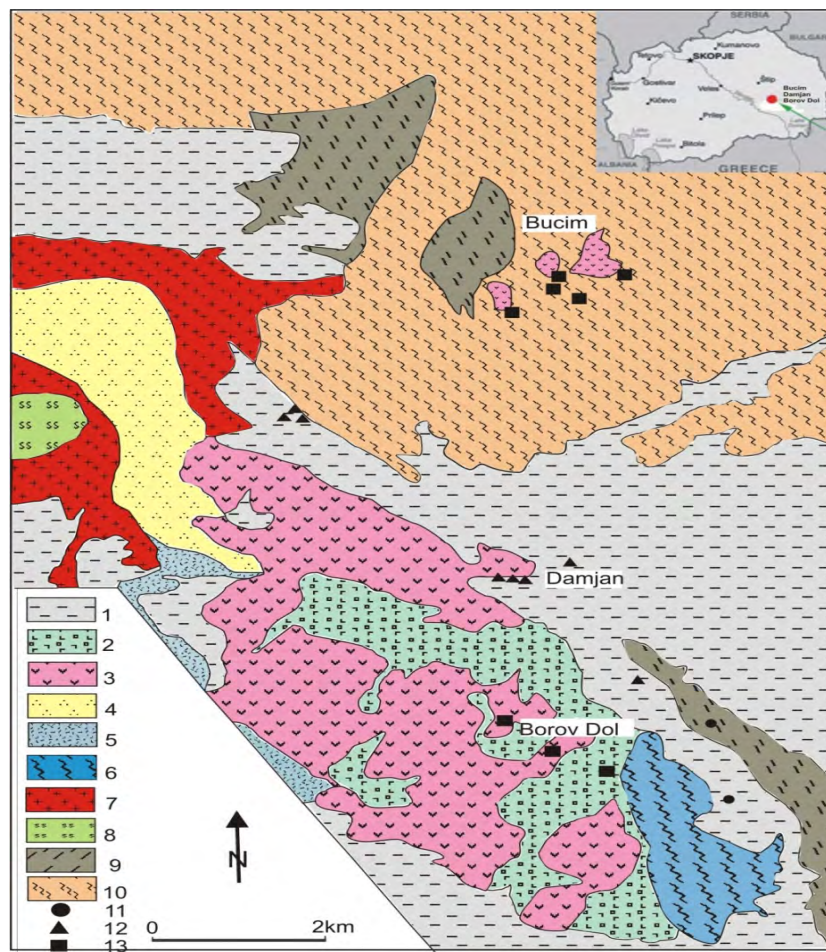 SERBIA
BULGAR
Kumanovo
SKOPJE
Gostivar
Veles
Štip
Bucim
Damjan
Borov Dol
Kičevo
Prilep
Bitola
ALBANIA
GREECE
Bucim
Damjan
Borov Dol
1
2
3
4
5
6
7
8
9
10
11
12
13
N
0 2km